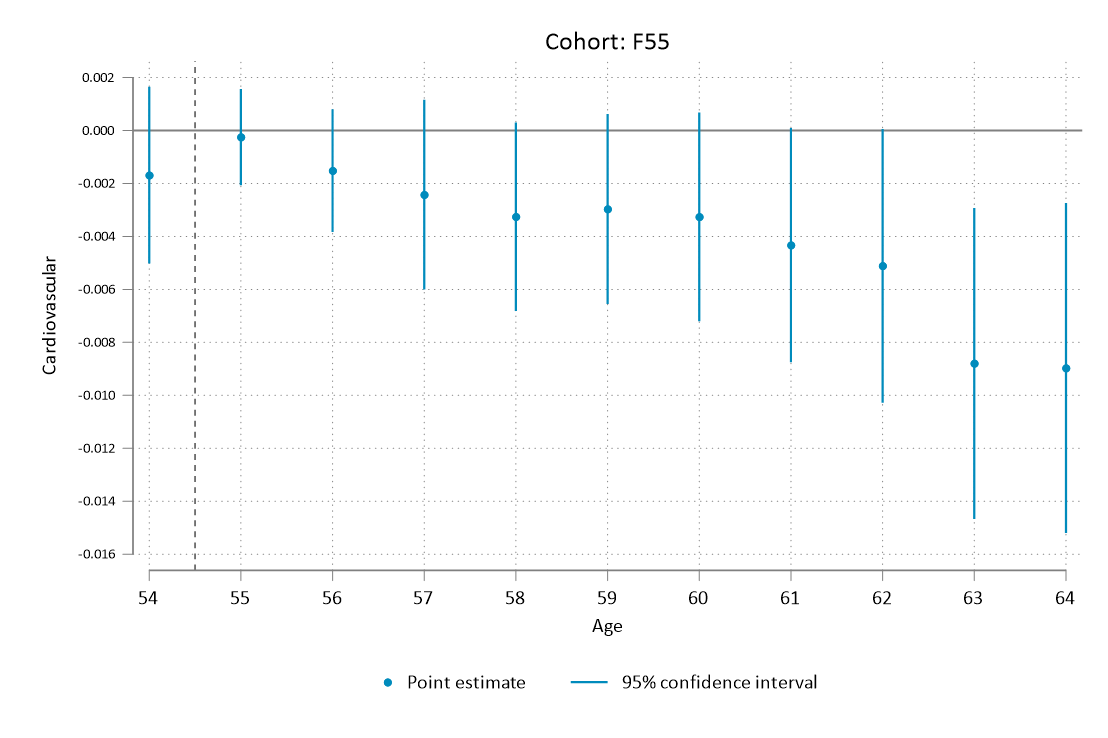 Cohort: F55
0.002
0.000
-0.002
-0.004
-0.006
-0.008
-0.010
-0.012
-0.014
-0.016
Cardiovascular
54 55 56 57 58 59 60 61 62 63 64
Age
Point estimate 95% confidence interval